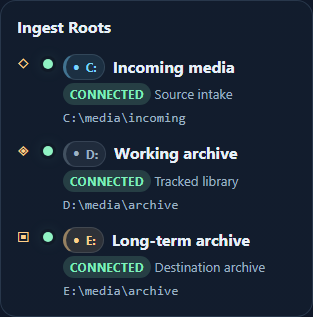 Ingest Roots
• C: Incoming media
CONNECTED Source intake
C:\media\incoming
• D: Working archive
CONNECTED Tracked library
D:\media\archive
• E: Long-term archive
CONNECTED Destination archive
E:\media\archive